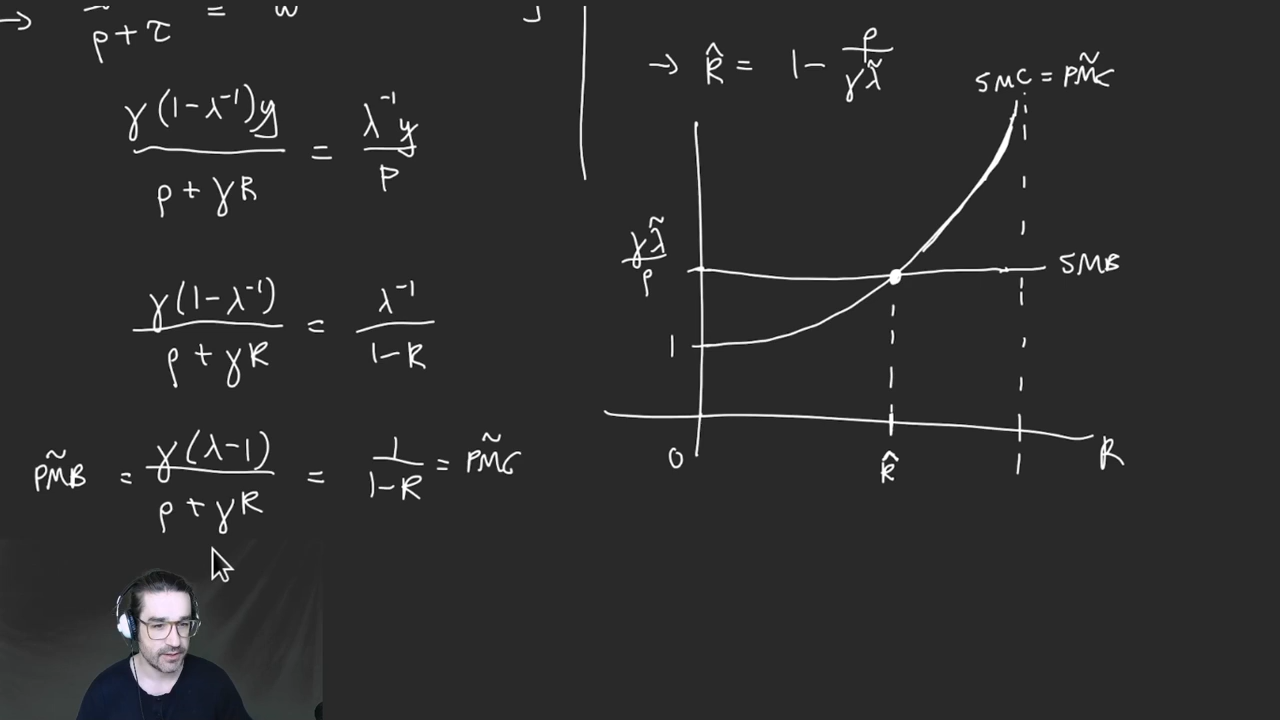 → ρ + τ = w
γ(1-λ⁻¹)y / (ρ + γR) = λ⁻¹y / P
γ(1-λ⁻¹) / (ρ + γR) = λ⁻¹ / (1-R)
PM̃B = γ(λ-1) / (ρ + γR) = 1 / (1-R) = PM̃C
→ R̂ = 1 - ρ / (γλ̃)
SMC = PM̃C
γλ̃ / ρ
SMB
1
0
R̂
1
R